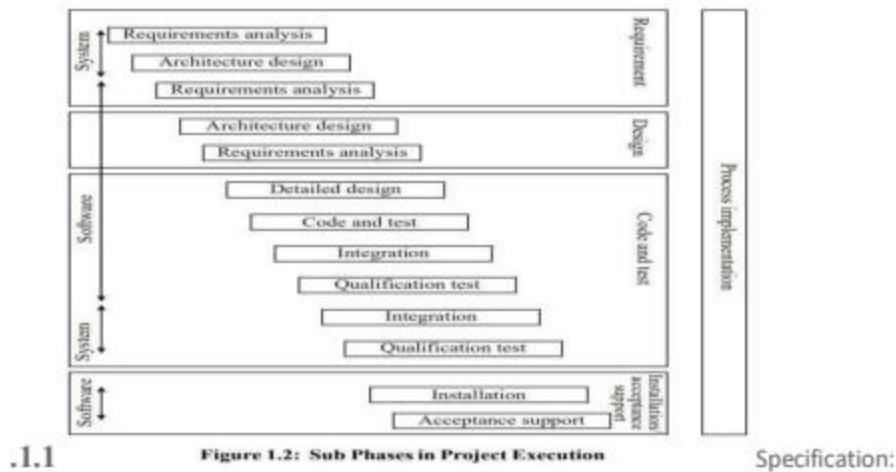 System
Requirements analysis
Architecture design
Requirements analysis
Requirement
Architecture design
Requirements analysis
Design
Software
Detailed design
Code and test
Integration
Qualification test
Code and test
System
Integration
Qualification test
Software
Installation
Acceptance support
Installation
acceptance
support
Process implementation
.1.1
Figure 1.2: Sub Phases in Project Execution
Specification: